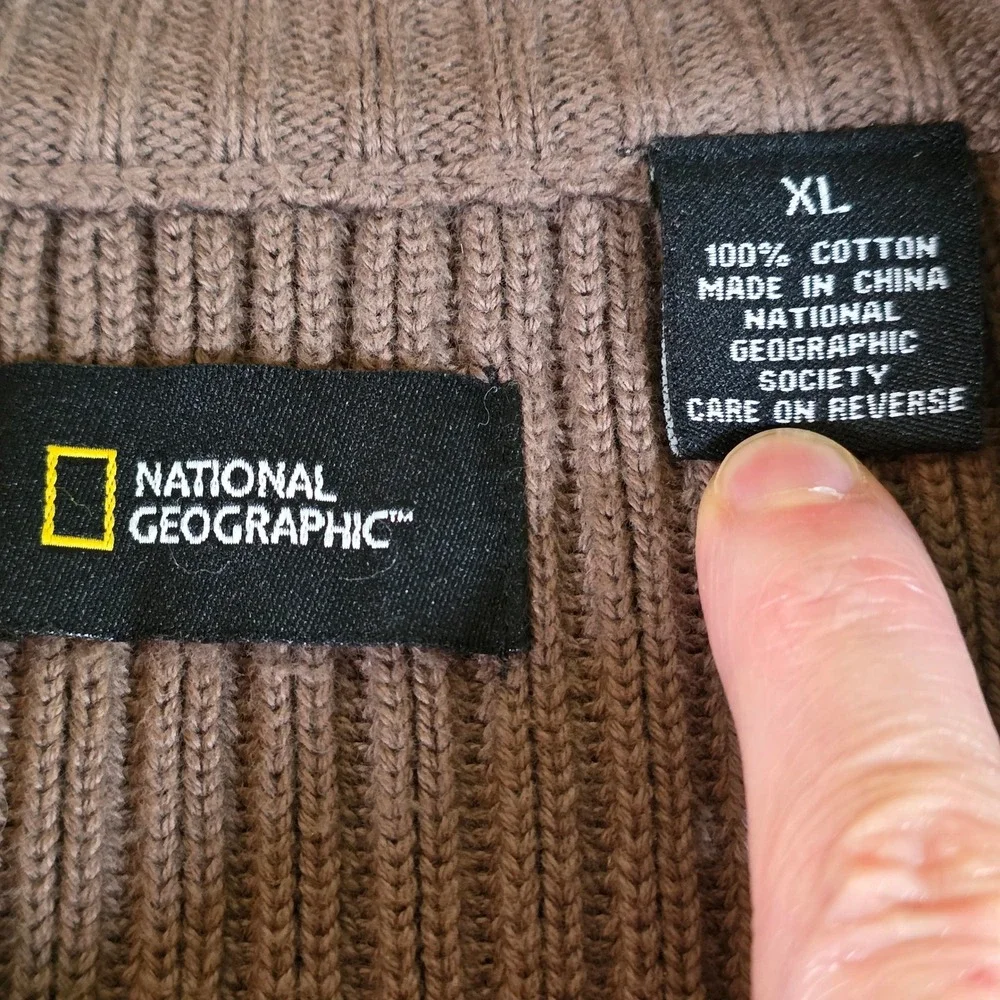 NATIONAL
GEOGRAPHIC™
XL
100% COTTON
MADE IN CHINA
NATIONAL
GEOGRAPHIC
SOCIETY
CARE ON REVERSE